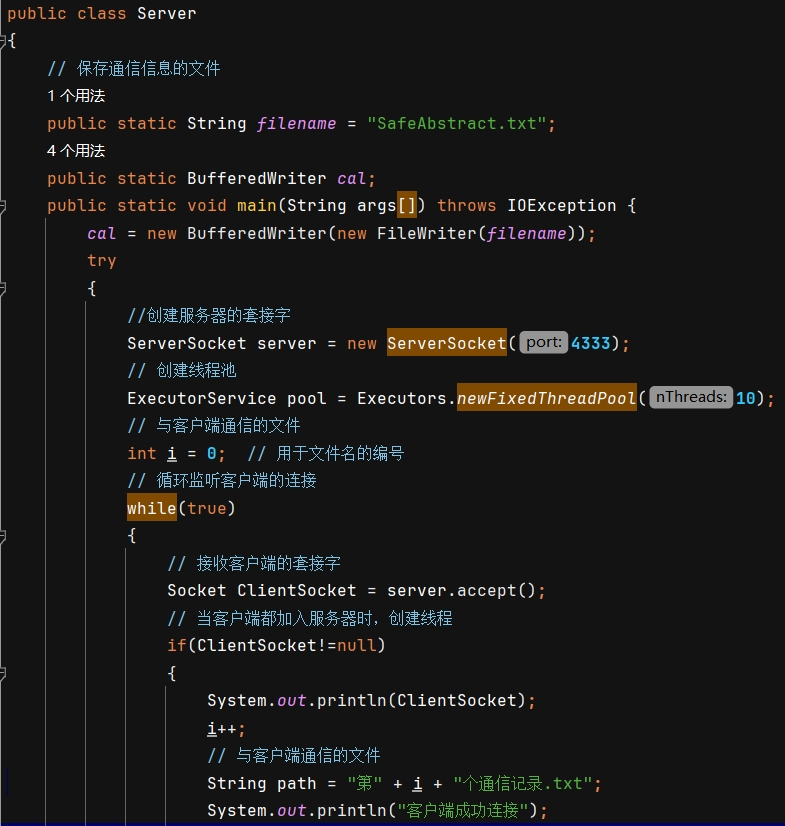 public class Server
{
// 保存通信信息的文件
1 个用法
public static String filename = "SafeAbstract.txt";
4 个用法
public static BufferedWriter cal;
public static void main(String args[]) throws IOException {
cal = new BufferedWriter(new FileWriter(filename));
try
{
//创建服务器的套接字
ServerSocket server = new ServerSocket( port: 4333);
// 创建线程池
ExecutorService pool = Executors.newFixedThreadPool( nThreads: 10);
// 与客户端通信的文件
int i = 0;  // 用于文件名的编号
// 循环监听客户端的连接
while(true)
{
// 接收客户端的套接字
Socket ClientSocket = server.accept();
// 当客户端都加入服务器时，创建线程
if(ClientSocket!=null)
{
System.out.println(ClientSocket);
i++;
// 与客户端通信的文件
String path = "第" + i + "个通信记录.txt";
System.out.println("客户端成功连接");